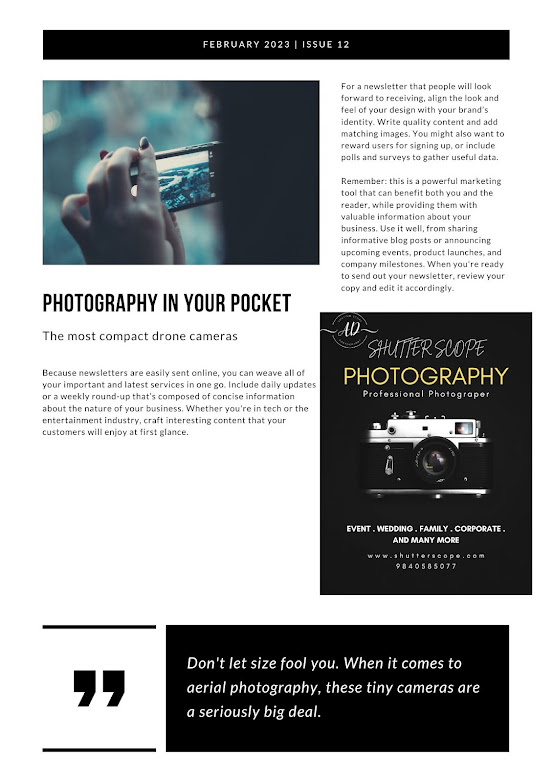 FEBRUARY 2023 | ISSUE 12
For a newsletter that people will look
forward to receiving, align the look and
feel of your design with your brand's
identity. Write quality content and add
matching images. You might also want to
reward users for signing up, or include
polls and surveys to gather useful data.
Remember: this is a powerful marketing
tool that can benefit both you and the
reader, while providing them with
valuable information about your
business. Use it well, from sharing
informative blog posts or announcing
upcoming events, product launches, and
company milestones. When you're ready
to send out your newsletter, review your
copy and edit it accordingly.
PHOTOGRAPHY IN YOUR POCKET
The most compact drone cameras
Because newsletters are easily sent online, you can weave all of
your important and latest services in one go. Include daily updates
or a weekly round-up that's composed of concise information
about the nature of your business. Whether you're in tech or the
entertainment industry, craft interesting content that your
customers will enjoy at first glance.
AD
SHUTTER SCOPE
PHOTOGRAPHY
Professional Photograper
EVENT . WEDDING . FAMILY . CORPORATE .
AND MANY MORE
www.shutterscope.com
9840585077
Don't let size fool you. When it comes to
aerial photography, these tiny cameras are
a seriously big deal.